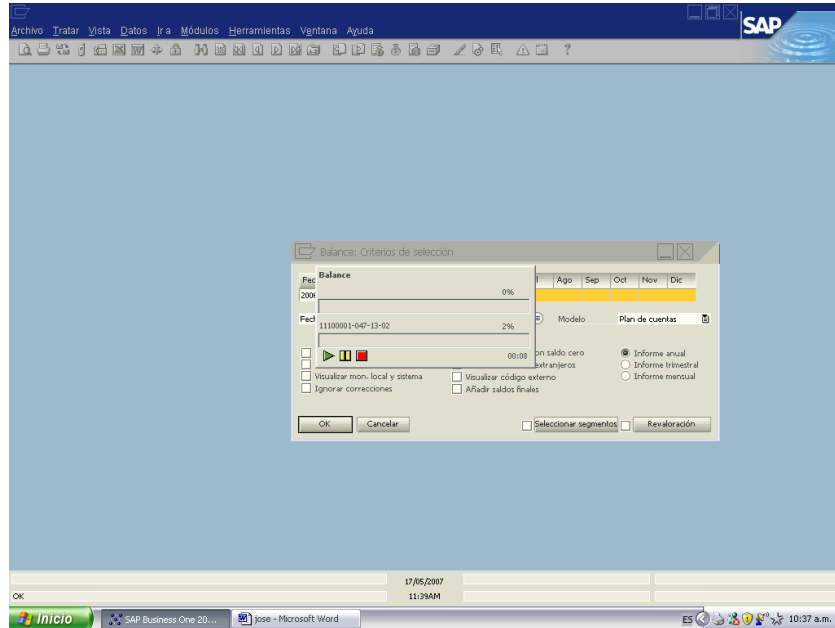 Archivo Tratar Vista Datos Ir a Módulos Herramientas Ventana Ayuda
SAP
Balance: Criterios de selección
Balance
0%
11100001-047-13-02
2%
00:08
Ago Sep Oct Nov Dic
Modelo Plan de cuentas
saldo cero
Informe anual
extranjeros
Informe trimestral
Visualizar mon. local y sistema
Visualizar código externo
Informe mensual
Ignorar correcciones
Añadir saldos finales
OK
Cancelar
Seleccionar segmentos
Revaloración
17/05/2007
OK
11:39AM
Inicio
SAP Business One 20...
jose - Microsoft Word
ES
10:37 a.m.